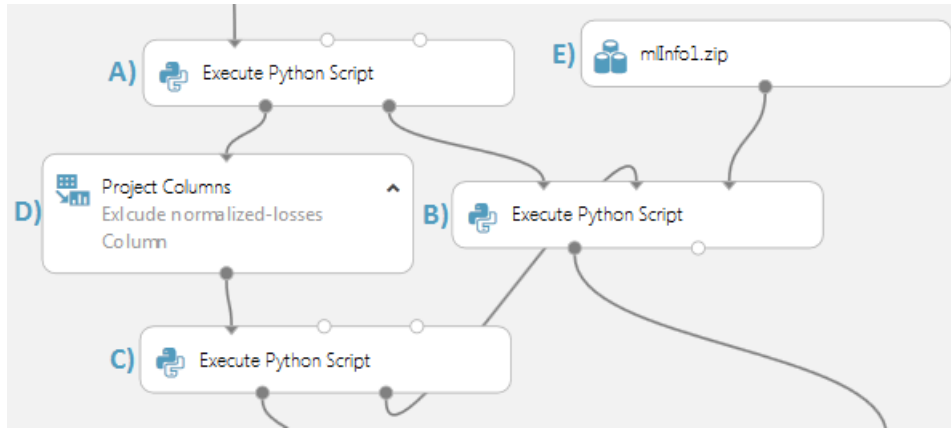 A)
Execute Python Script
E)
mlInfo1.zip
D)
Project Columns
Exlcude normalized-losses
Column
B)
Execute Python Script
C)
Execute Python Script